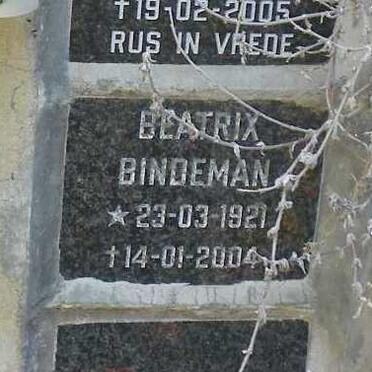 †19-02-2005
RUS IN VREDE
BEATRIX
BINDEMAN
★23-03-1921
†14-01-2004